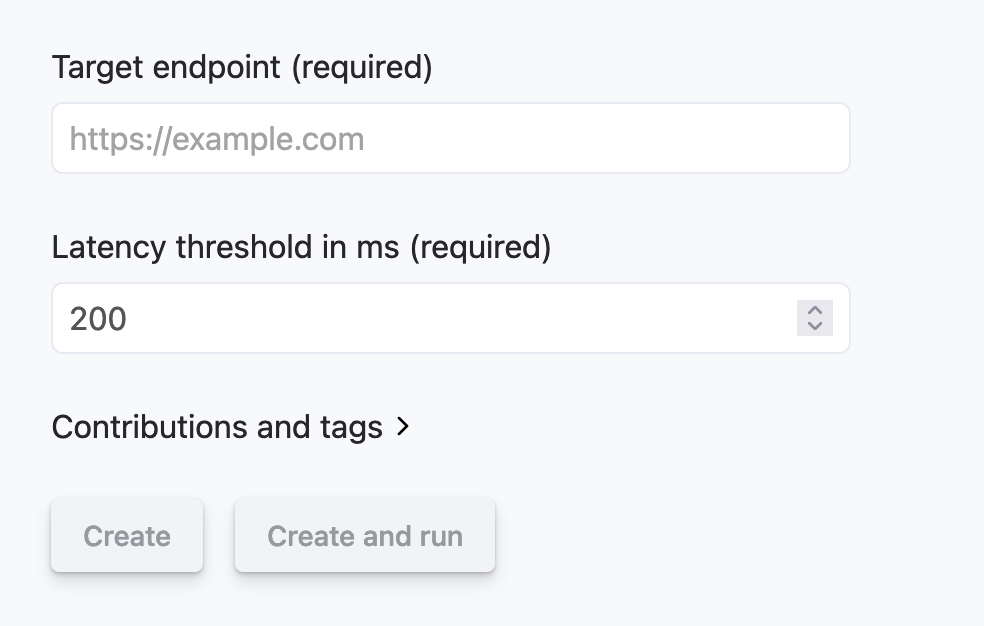 Target endpoint (required)
https://example.com
Latency threshold in ms (required)
200
Contributions and tags
Create
Create and run